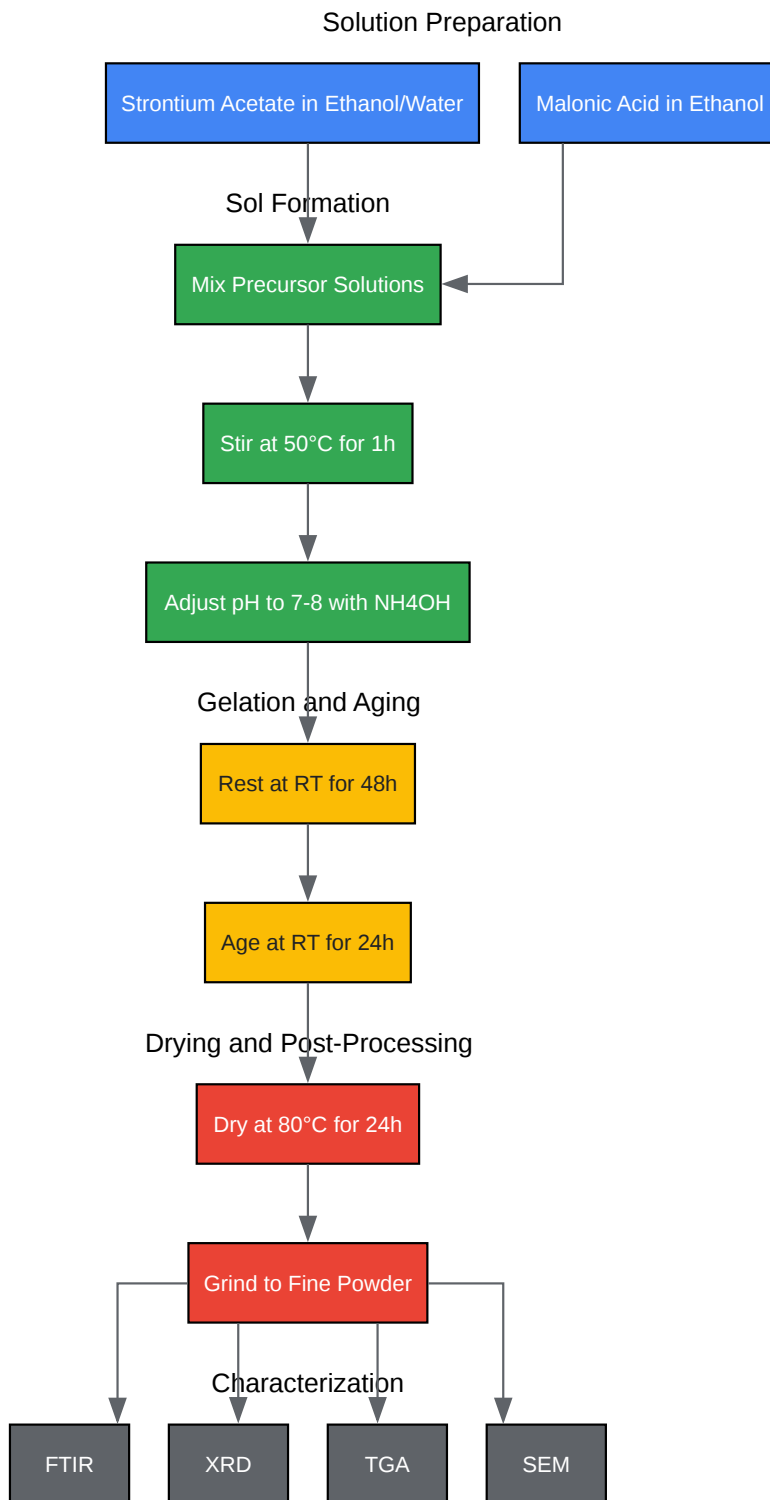 Solution Preparation
Strontium Acetate in Ethanol/Water
Malonic Acid in Ethanol
Sol Formation
Mix Precursor Solutions
Stir at 50°C for 1h
Adjust pH to 7-8 with NH4OH
Gelation and Aging
Rest at RT for 48h
Age at RT for 24h
Drying and Post-Processing
Dry at 80°C for 24h
Grind to Fine Powder
Characterization
FTIR
XRD
TGA
SEM